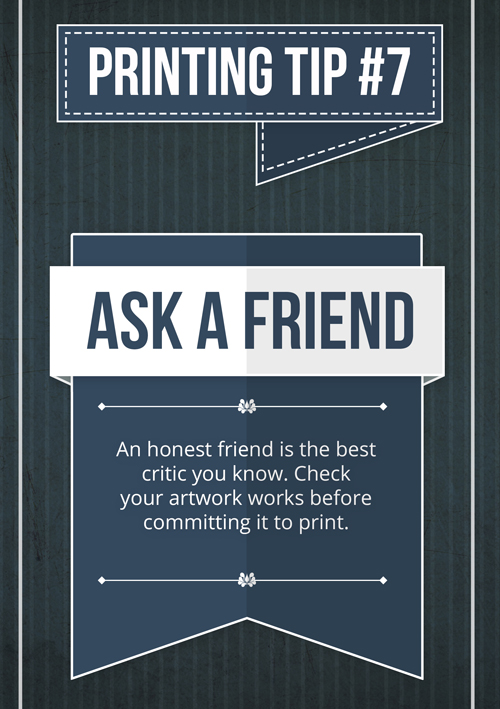 PRINTING TIP #7
ASK A FRIEND
An honest friend is the best
critic you know. Check
your artwork works before
committing it to print.